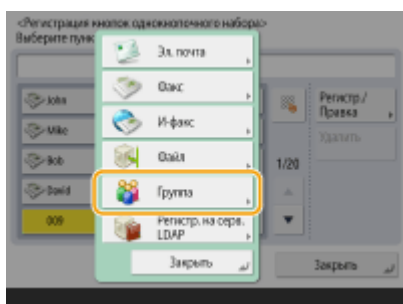 <Регистрация кнопок однокнопочного набора>
Выберите
Эл. почта
Факс
И-факс
Файл
Группа
Регистр. на серв.
LDAP
Закрыть
John
Mike
Bob
David
009
1/20
Регистр./
Правка
Удалить
Закрыть